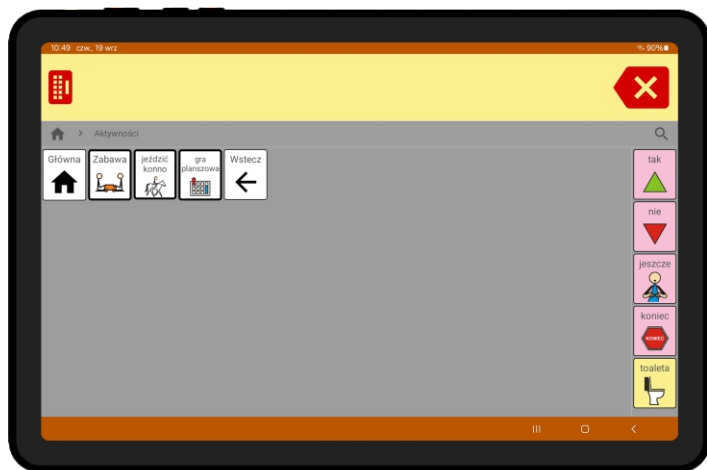 10:49 czw., 19 wrz
90%
> Aktywności
Główna
Zabawa
jeździć
konno
gra
planszowa
Wstecz
tak
nie
jeszcze
koniec
KONIEC
toaleta